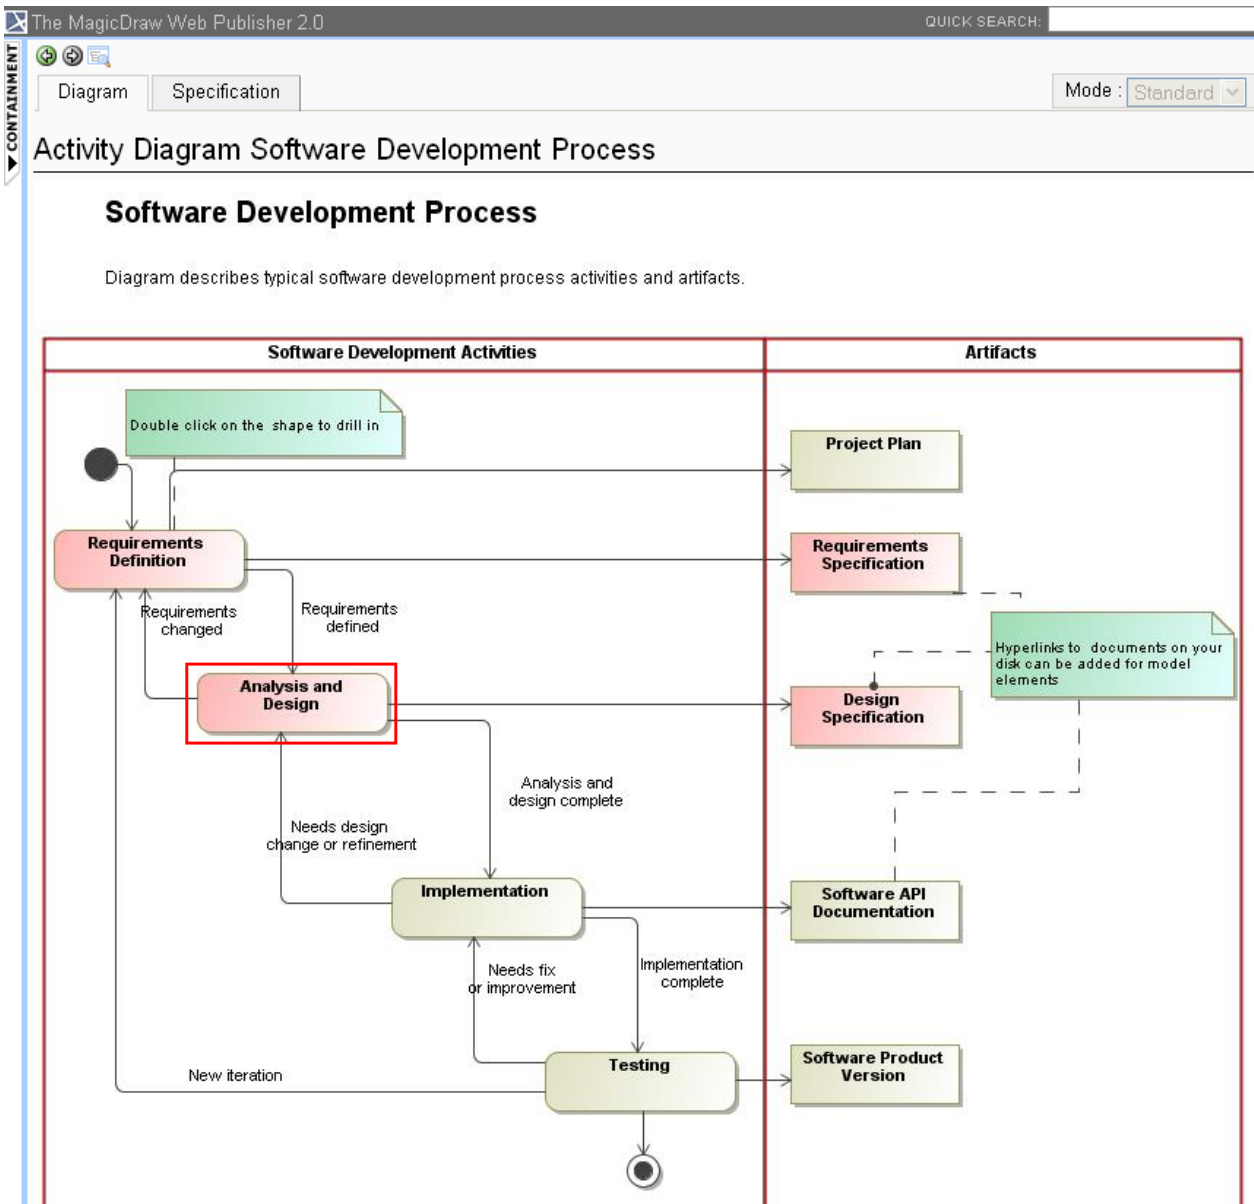 The MagicDraw Web Publisher 2.0
QUICK SEARCH:
CONTAINMENT
Diagram
Specification
Mode :
Standard
Activity Diagram Software Development Process
Software Development Process
Diagram describes typical software development process activities and artifacts.
Software Development Activities
Artifacts
Double click on the shape to drill in
Project Plan
Requirements
Definition
Requirements
Specification
Requirements
changed
Requirements
defined
Hyperlinks to documents on your
disk can be added for model
elements
Analysis and
Design
Design
Specification
Analysis and
design complete
Needs design
change or refinement
Implementation
Software API
Documentation
Needs fix
or improvement
Implementation
complete
Testing
Software Product
Version
New iteration